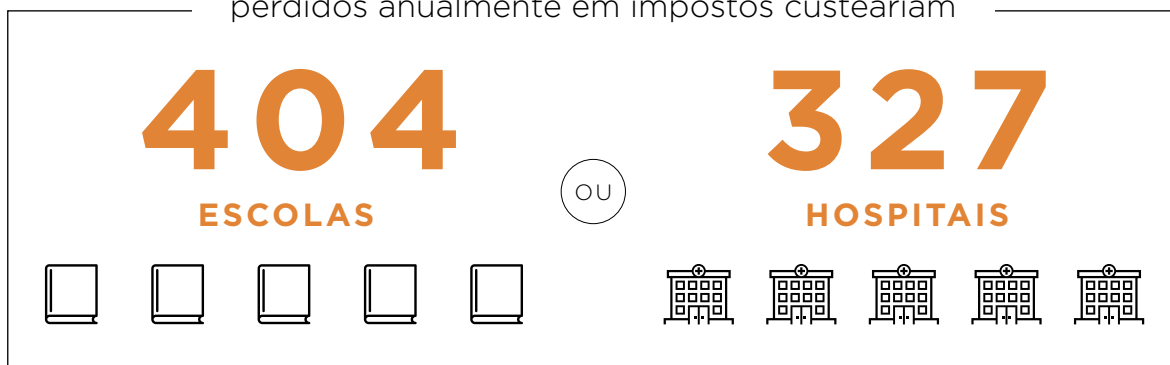 perdidos anualmente em impostos custeariam
404
ESCOLAS
OU
327
HOSPITAIS